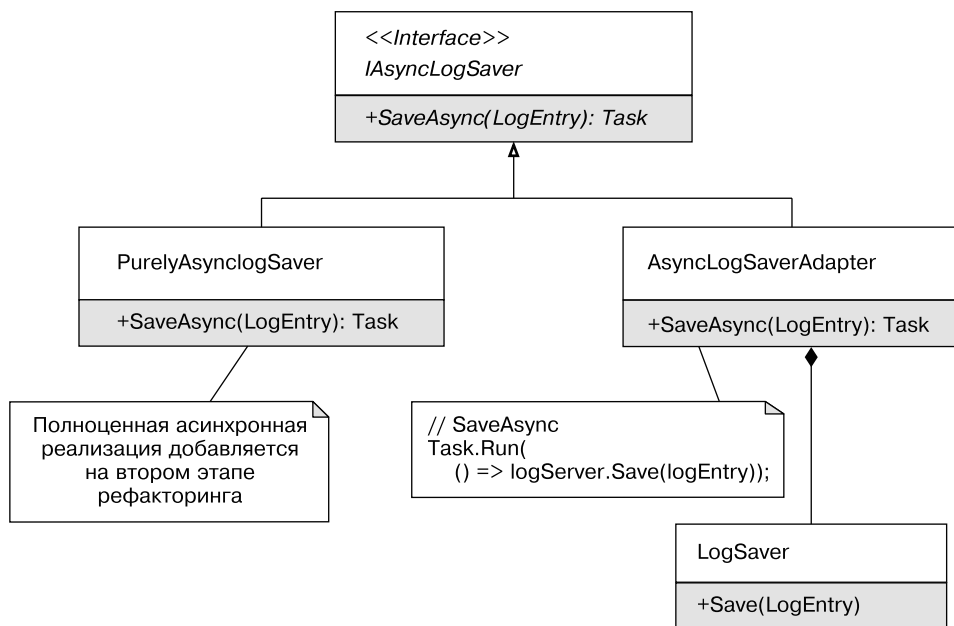 <<Interface>>
IAsyncLogSaver
+SaveAsync(LogEntry): Task
PurelyAsynclogSaver
+SaveAsync(LogEntry): Task
AsyncLogSaverAdapter
+SaveAsync(LogEntry): Task
Полноценная асинхронная
реализация добавляется
на втором этапе
рефакторинга
// SaveAsync
Task.Run(
() => logServer.Save(logEntry));
LogSaver
+Save(LogEntry)